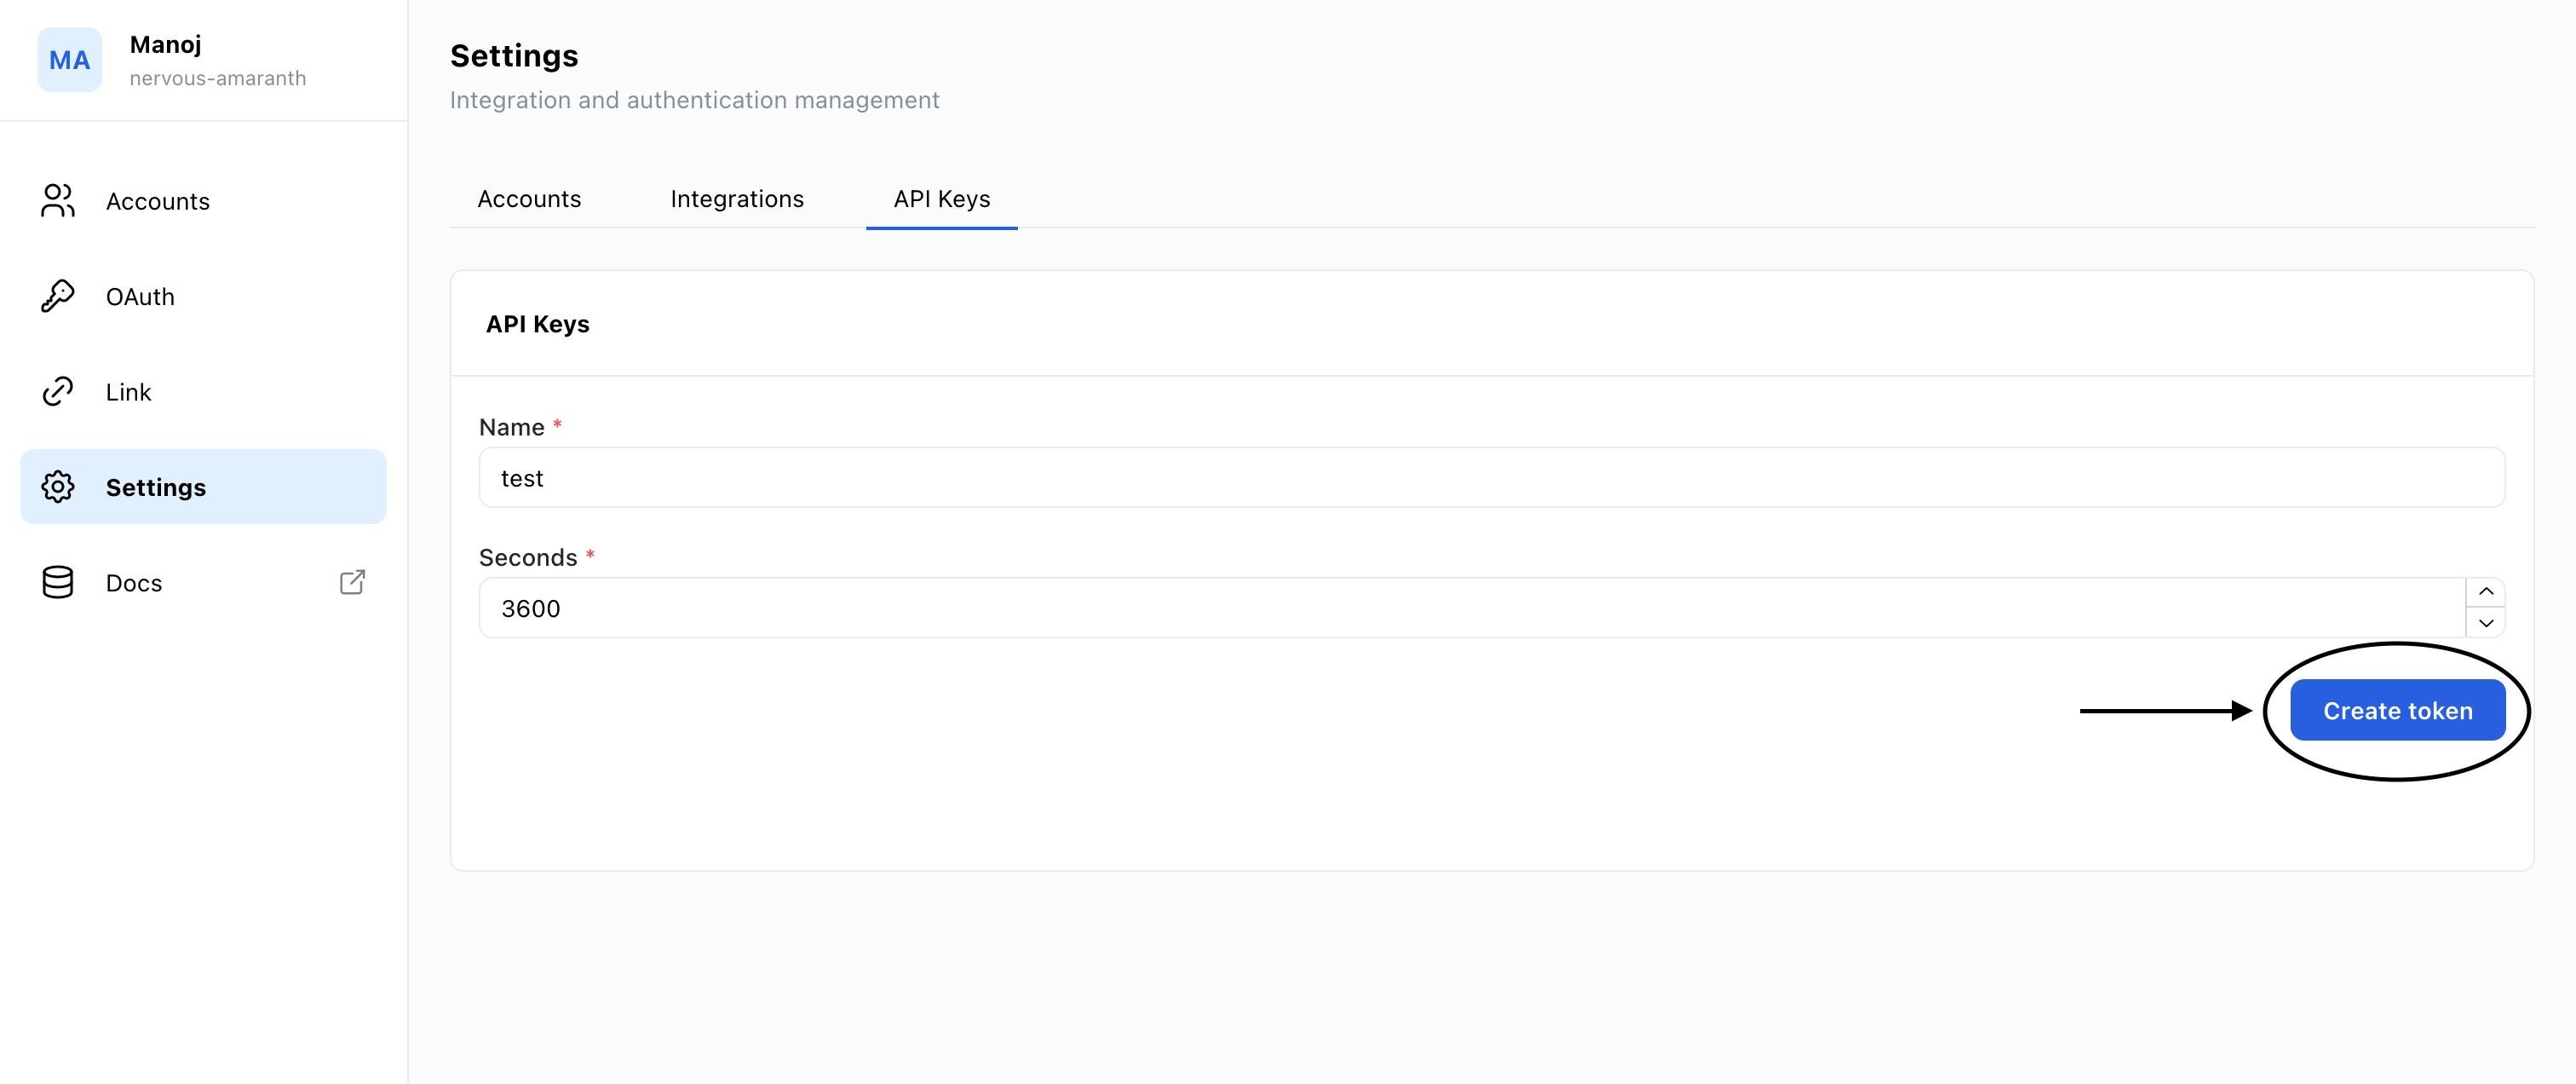 MA
Manoj
nervous-amaranth
Accounts
OAuth
Link
Settings
Docs
Settings
Integration and authentication management
Accounts Integrations API Keys
API Keys
Name *
test
Seconds *
3600
Create token